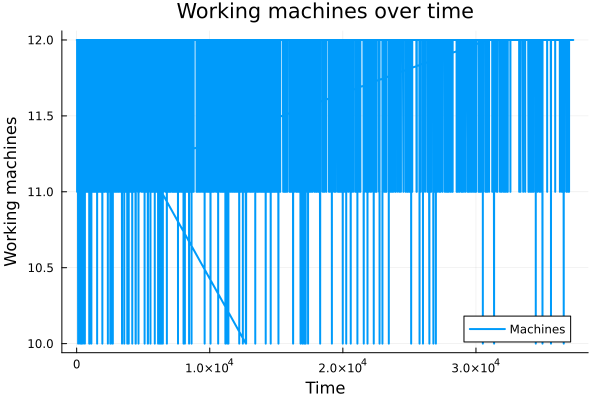 Working machines over time
Working machines
12.0
11.5
11.0
10.5
10.0
Machines
0
1.0×10⁴
2.0×10⁴
3.0×10⁴
Time